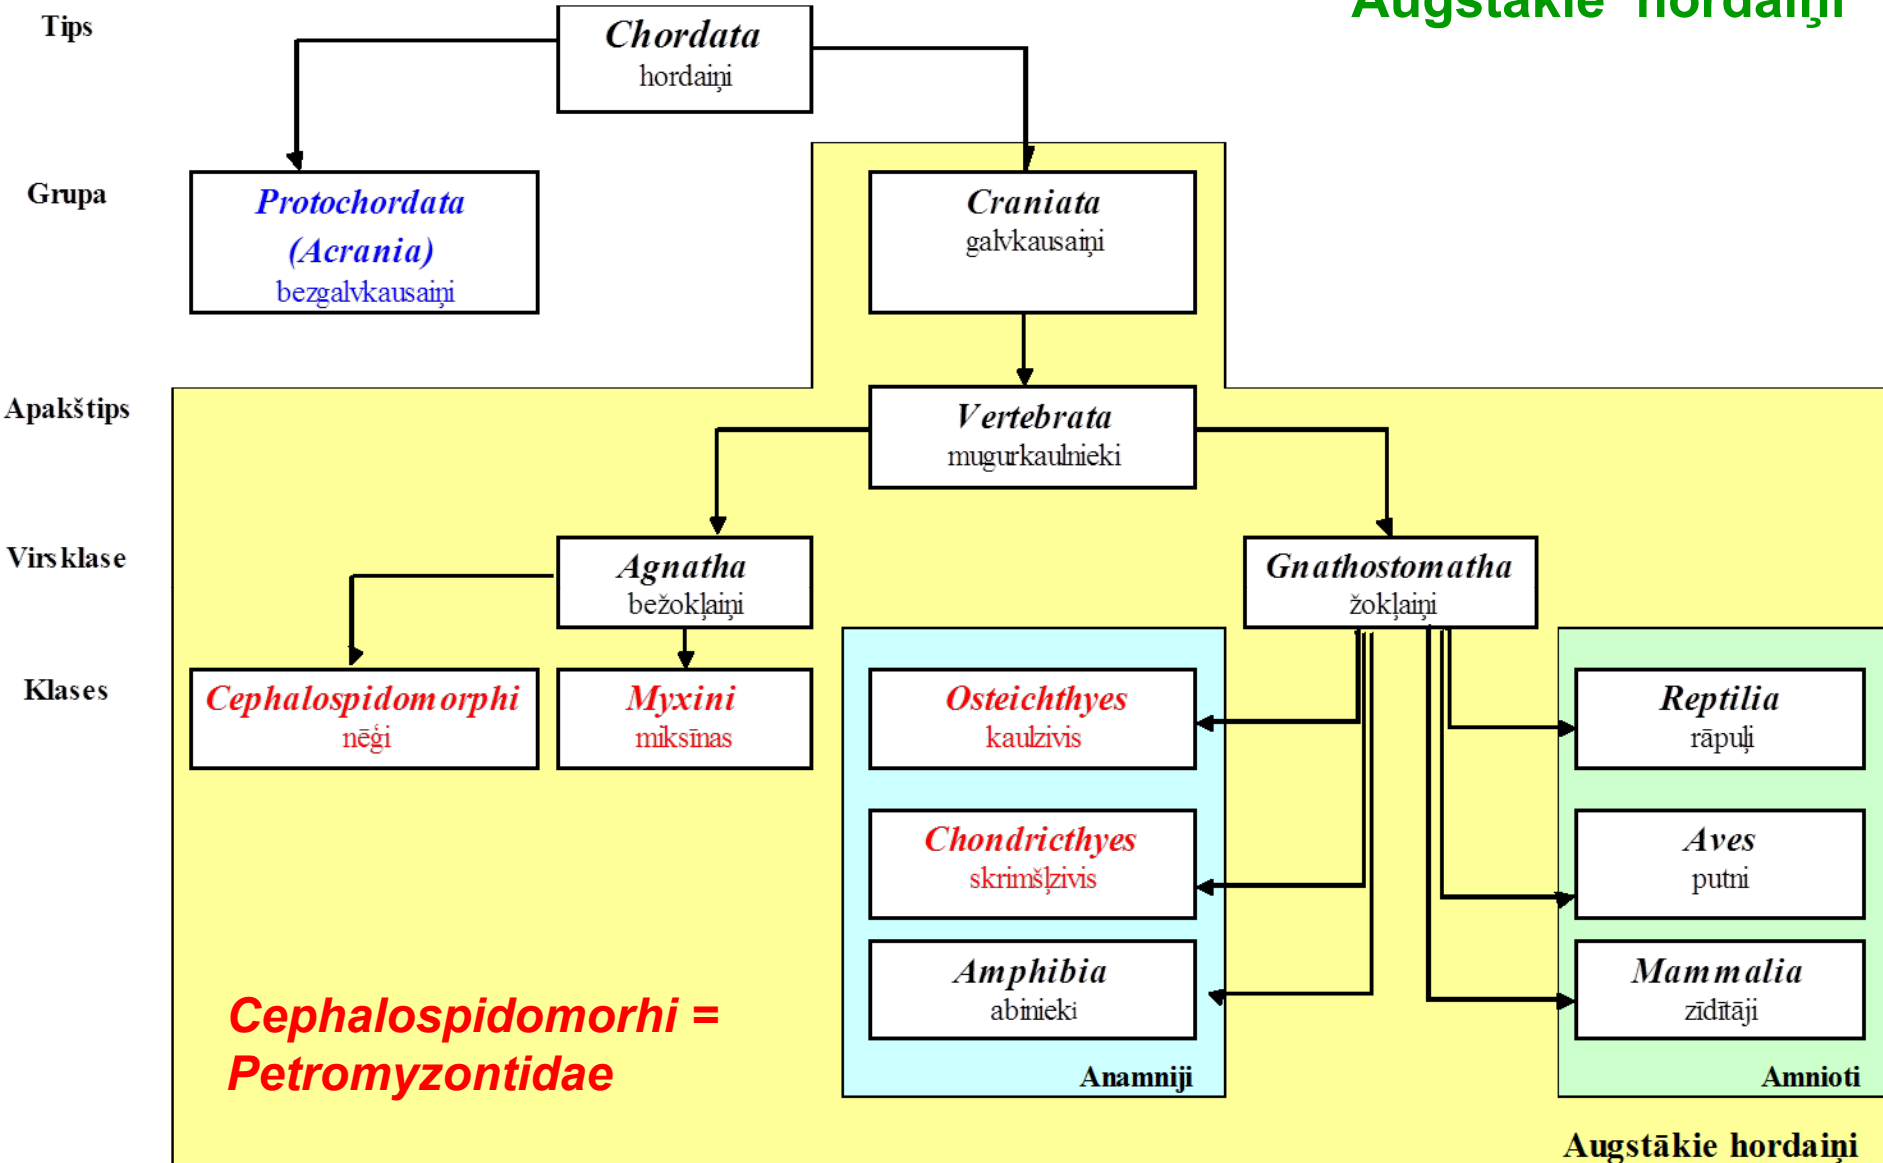 Augstākie hordaiņi
Tips
Chordata
hordaiņi
Grupa
Protochordata
(Acrania)
bezgalvkausaiņi
Craniata
galvkausaiņi
Apakštips
Vertebrata
mugurkaulnieki
Virsklase
Agnatha
bežokļaiņi
Gnathostomatha
žokļaiņi
Klases
Cephalospidomorphi
nēģi
Myxini
miksīnas
Osteichthyes
kaulzivis
Reptilia
rāpuļi
Chondricthyes
skrimšļzivis
Aves
putni
Amphibia
abinieki
Mammalia
zīdītāji
Cephalospidomorhi =
Petromyzontidae
Anamniji
Amnioti
Augstākie hordaiņi